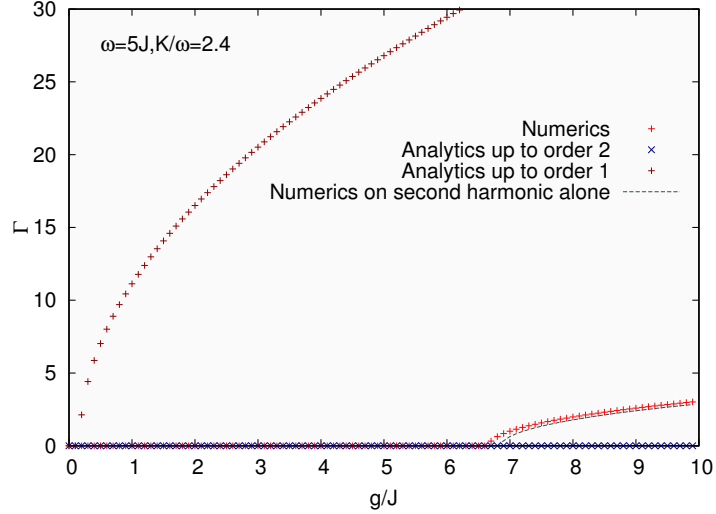 30
25
20
15
10
5
0
Γ
ω=5J,K/ω=2.4
Numerics
Analytics up to order 2
Analytics up to order 1
Numerics on second harmonic alone
0 1 2 3 4 5 6 7 8 9 10
g/J